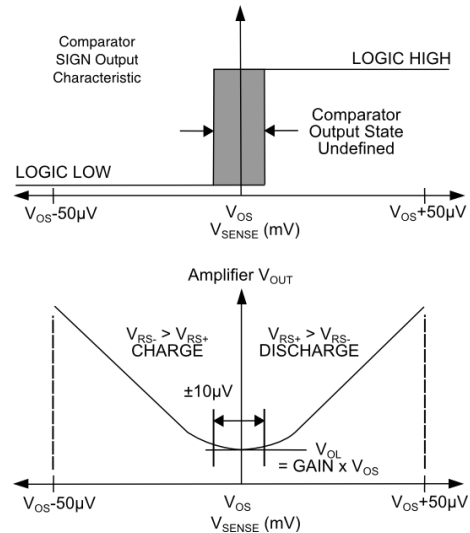 Comparator
SIGN Output
Characteristic
LOGIC HIGH
Comparator
Output State
Undefined
LOGIC LOW
VOS-50μV
VOS
VOS+50μV
VSENSE (mV)
Amplifier VOUT
VRS- > VRS+
CHARGE
VRS+ > VRS-
DISCHARGE
±10μV
VOL
= GAIN x VOS
VOS-50μV
VOS
VOS+50μV
VSENSE (mV)